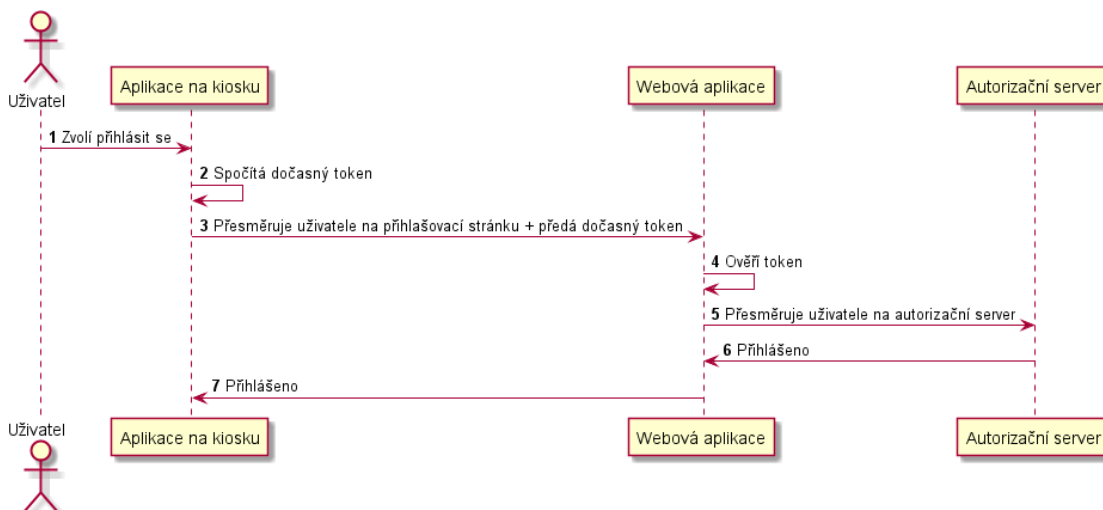 Uživatel
Aplikace na kiosku
Webová aplikace
Autorizační server
1 Zvolí přihlásit se
2 Spočítá dočasný token
3 Přesměruje uživatele na přihlašovací stránku + předá dočasný token
4 Ověří token
5 Přesměruje uživatele na autorizační server
6 Přihlášeno
7 Přihlášeno
Uživatel
Aplikace na kiosku
Webová aplikace
Autorizační server